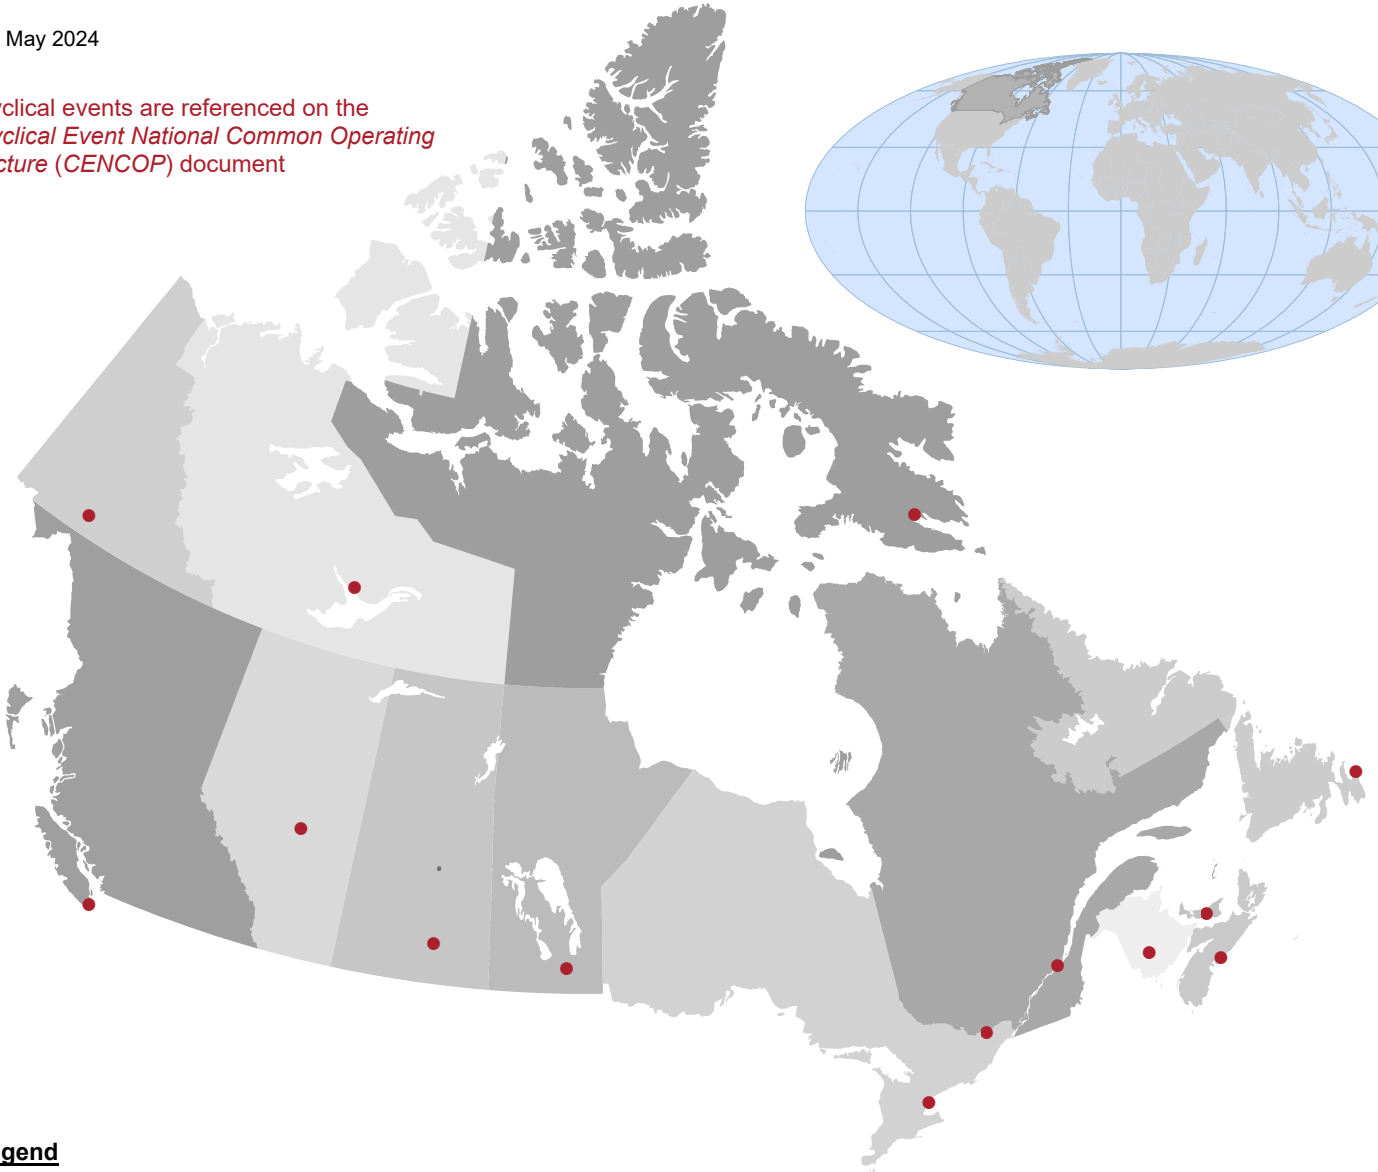 May 2024
yclical events are referenced on the
yclical Event National Common Operating
cture (CENCOP) document
gend